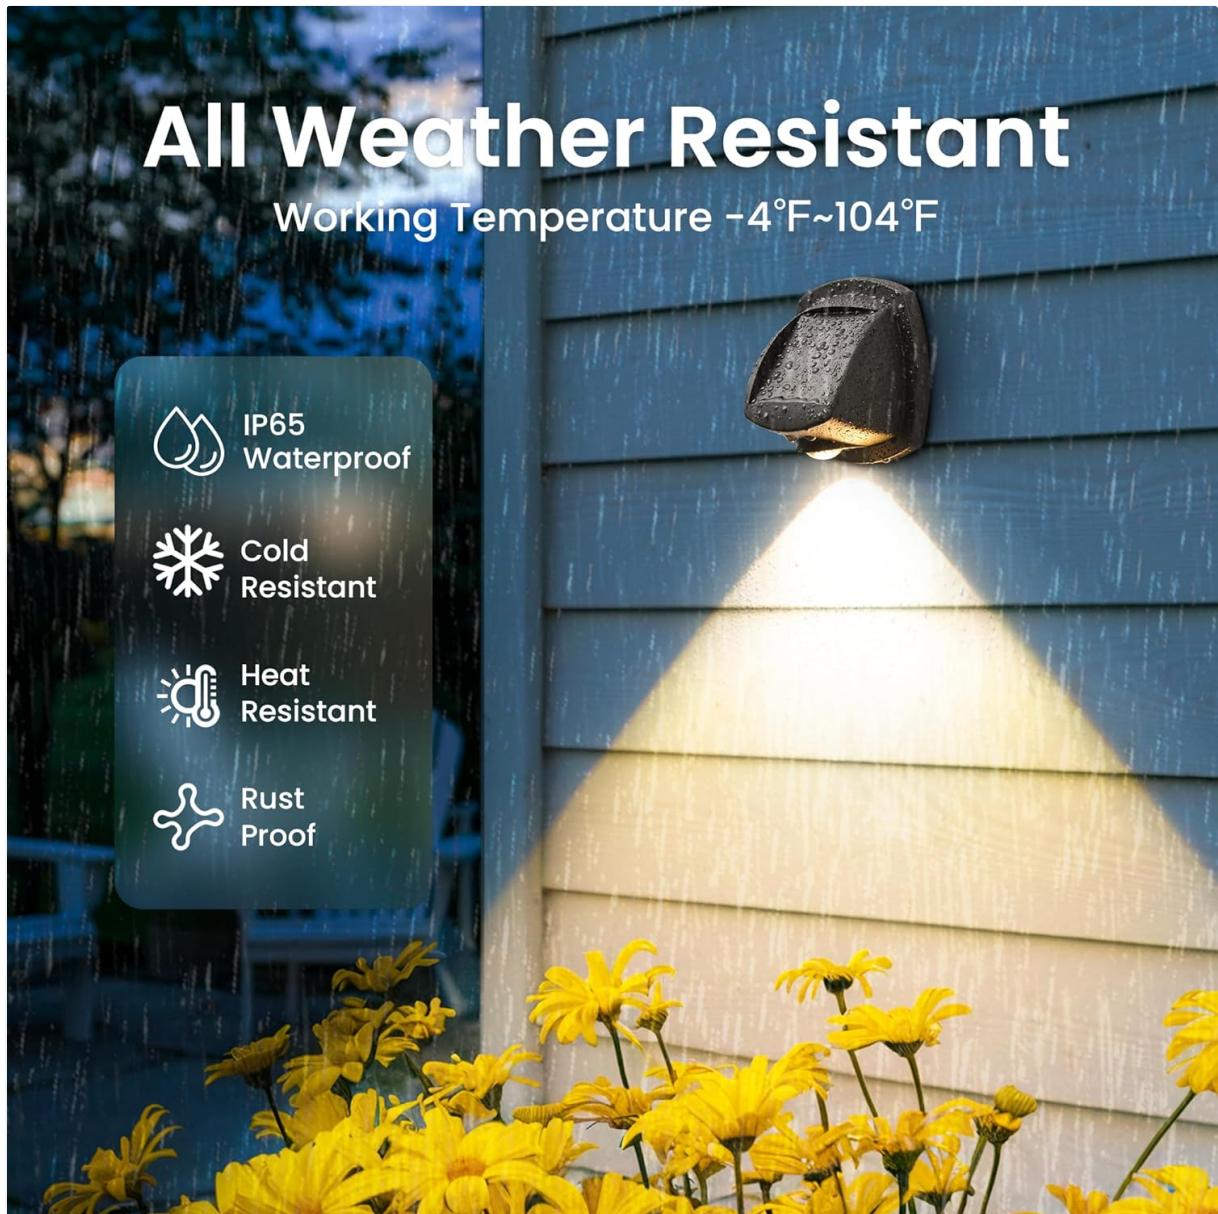 All Weather Resistant
Working Temperature -4°F~104°F
IP65
Waterproof
Cold
Resistant
Heat
Resistant
Rust
Proof